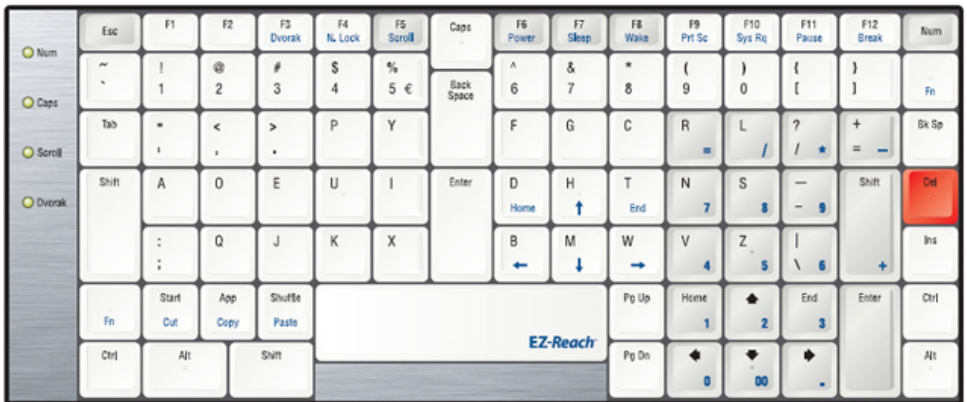 Esc F1 F2 F3 F4 F5 Caps F6 F7 F8 F9 F10 F11 F12 Num
Dvorak N. Lock Scroll Power Sleep Wake Prt Sc Sys Rq Pause Break
Num
~ ! @ # $ % Back Space ^ & * ( ) { }
` 1 2 3 4 5 € 6 7 8 9 0 [ ] Fn
Caps
Tab " < > P Y F G C R L ? + Bk Sp
' , . = / / * = –
Scroll
Shift A O E U I Enter D H T N S — Shift Del
Home ↑ End 7 8 - 9
Dvorak
: Q J K X B M W V Z | Ins
; ← ↓ → 4 5 \ 6 +
Start App Shuffle Pg Up Home End Enter Ctrl
Fn Cut Copy Paste 1 2 3
EZ-Reach
Ctrl Alt Shift Pg Dn Alt
0 00 .